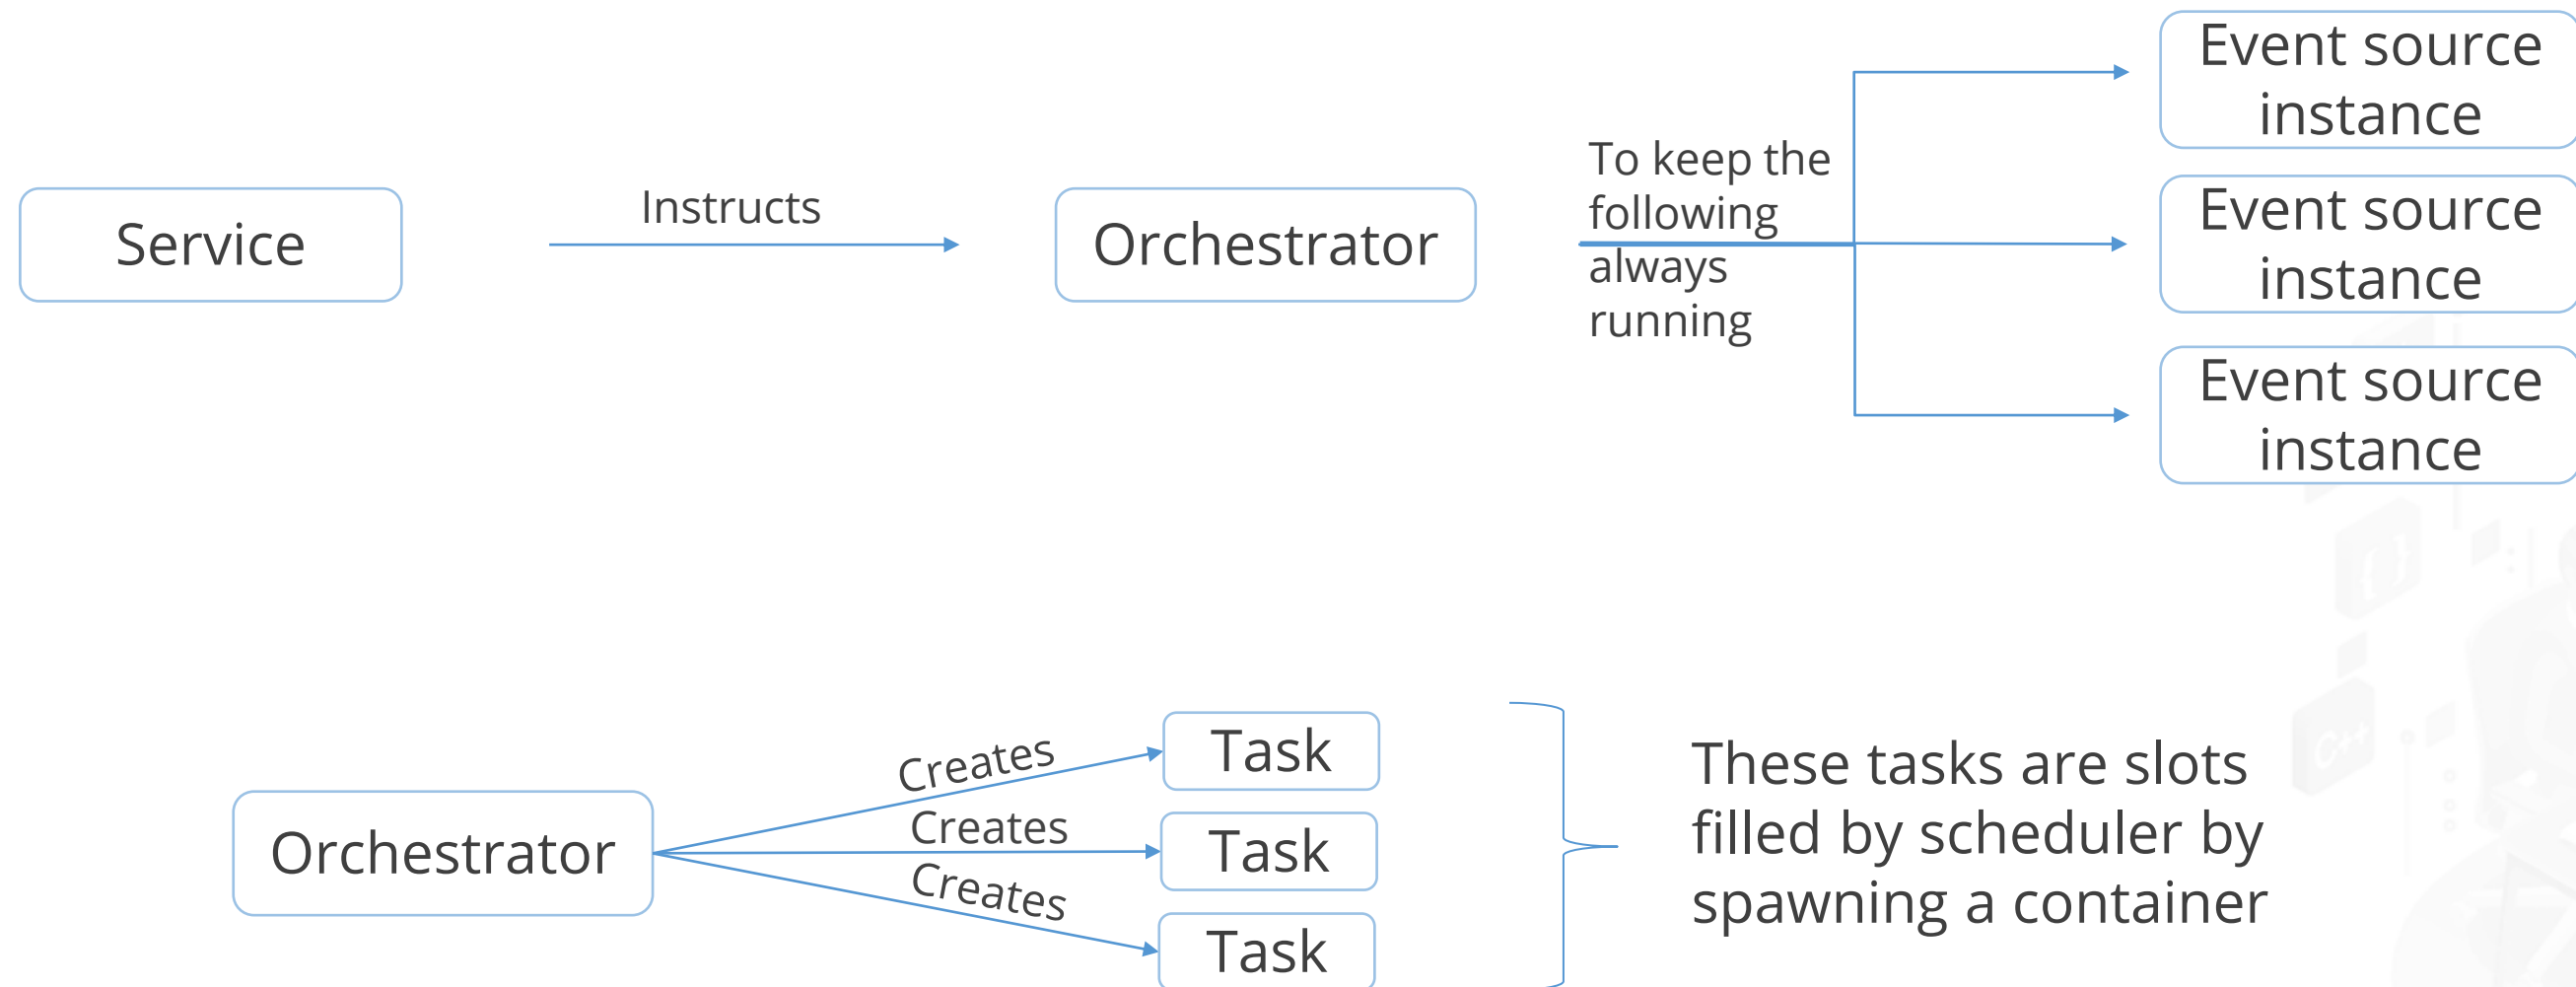 Service
Instructs
Orchestrator
To keep the
following
always
running
Event source
instance
Event source
instance
Event source
instance
Orchestrator
Creates
Creates
Creates
Task
Task
Task
These tasks are slots
filled by scheduler by
spawning a container
{ }
C++